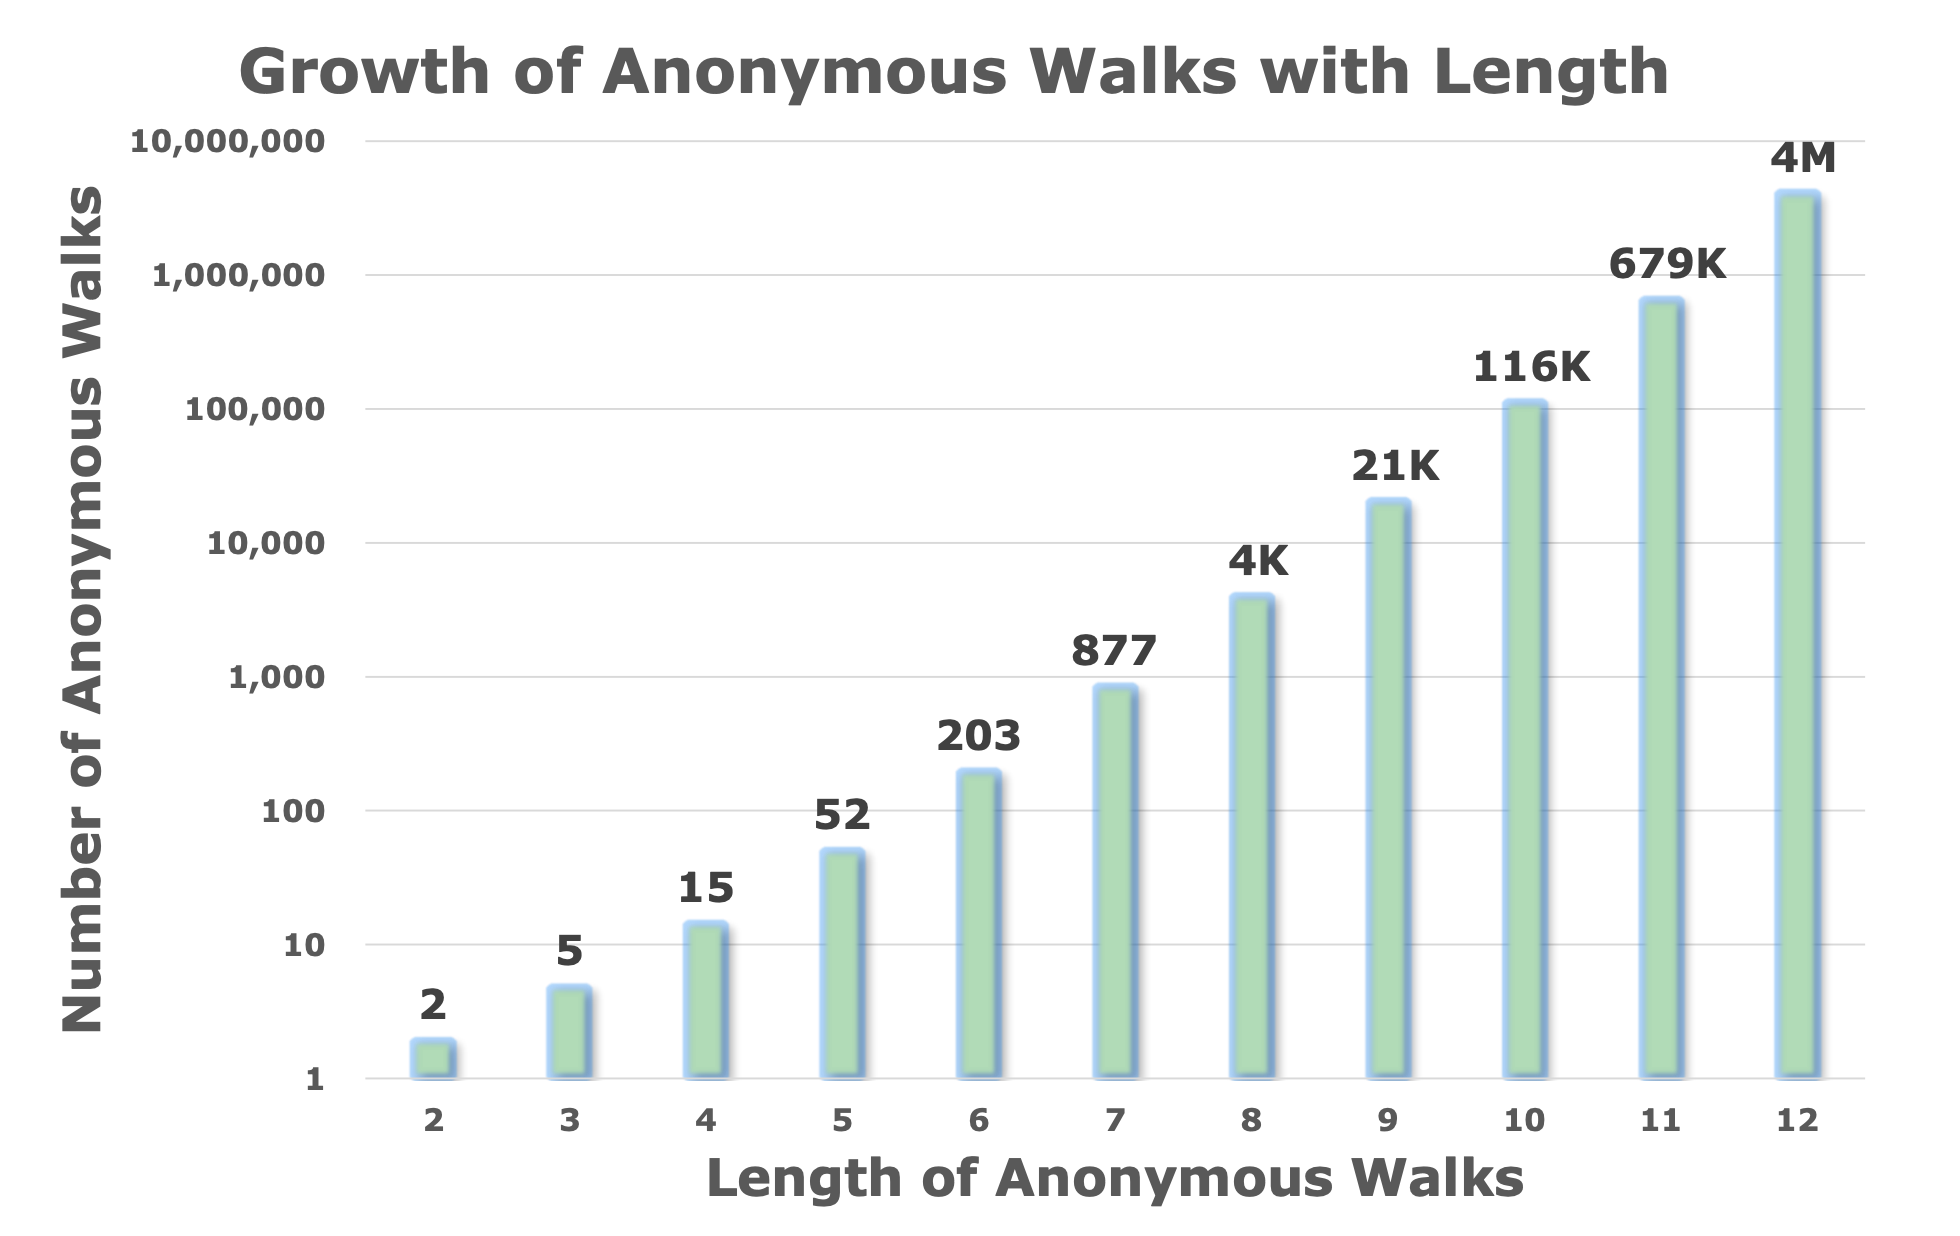 Growth of Anonymous Walks with Length
Number of Anonymous Walks
10,000,000
1,000,000
100,000
10,000
1,000
100
10
1
2
5
15
52
203
877
4K
21K
116K
679K
4M
2 3 4 5 6 7 8 9 10 11 12
Length of Anonymous Walks